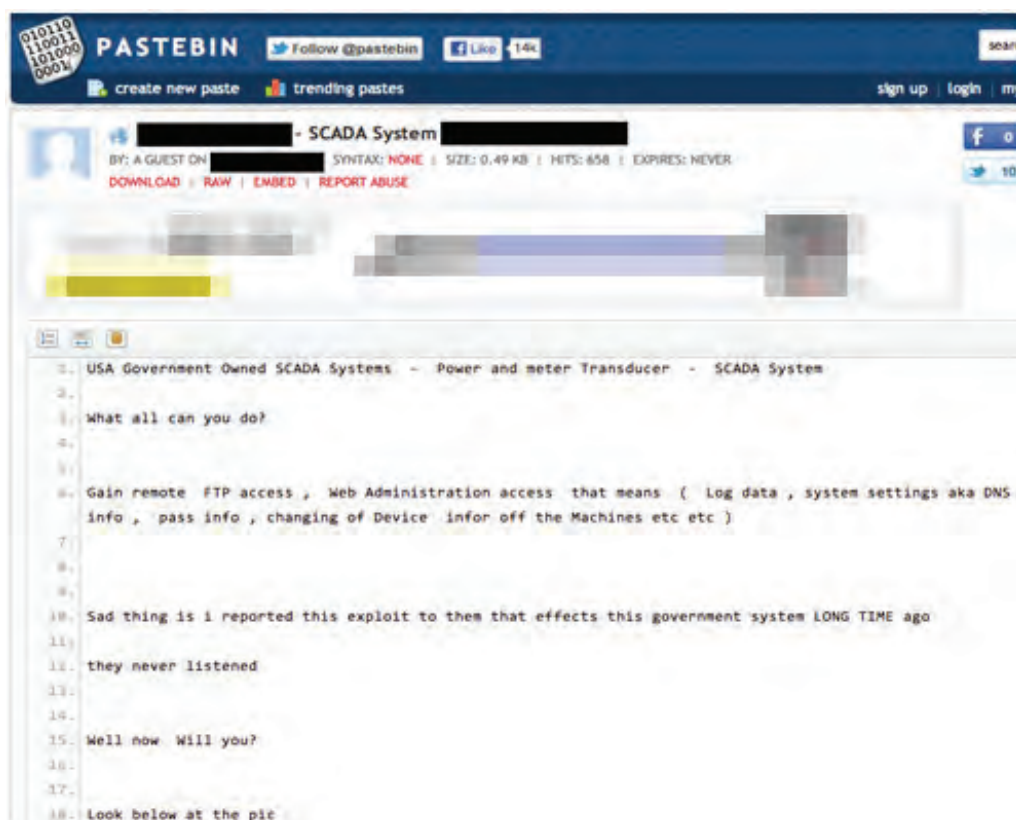 010110
110011
101000
0001
PASTEBIN Follow @pastebin Like 14k
create new paste trending pastes sign up login
- SCADA System
BY: A GUEST ON SYNTAX: NONE | SIZE: 0.49 KB | HITS: 658 | EXPIRES: NEVER
DOWNLOAD | RAW | EMBED | REPORT ABUSE
0
10
1. USA Government Owned SCADA Systems - Power and meter Transducer - SCADA System
2.
3. What all can you do?
4.
5.
6. Gain remote FTP access , Web Administration access that means ( Log data , system settings aka DNS
info , pass info , changing of Device infor off the Machines etc etc )
7.
8.
9.
10. Sad thing is i reported this exploit to them that effects this government system LONG TIME ago
11.
12. they never listened
13.
14.
15. Well now Will you?
16.
17.
18. Look below at the pic